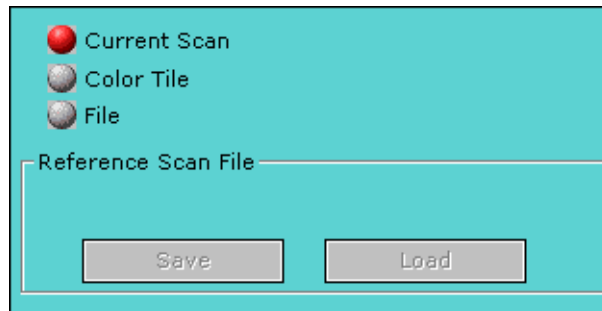 Current Scan
Color Tile
File
Reference Scan File
Save Load